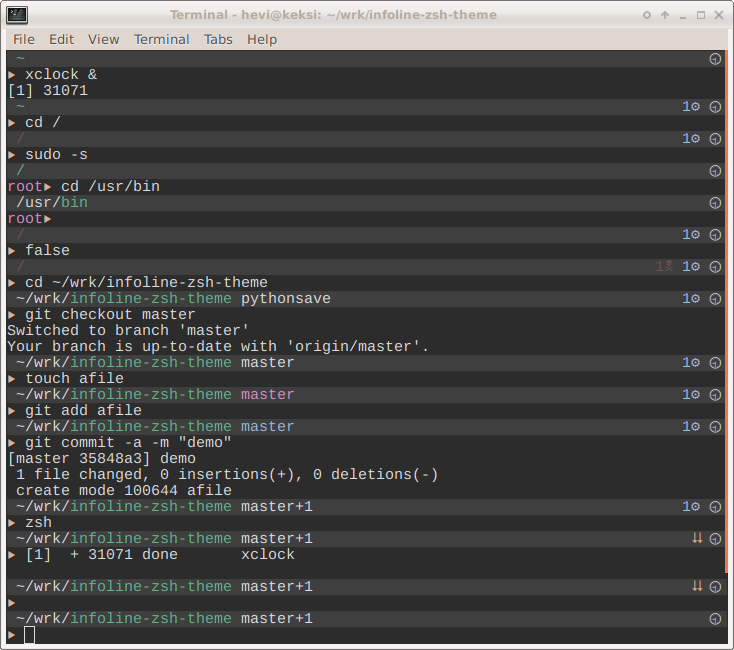 Terminal - hevi@keksi: ~/wrk/infoline-zsh-theme
File Edit View Terminal Tabs Help
~
▸ xclock &
[1] 31071
~ 1⚙
▸ cd /
/ 1⚙
▸ sudo -s
/
root▸ cd /usr/bin
/usr/bin
root▸
/ 1⚙
▸ false
/ 1 1⚙
▸ cd ~/wrk/infoline-zsh-theme
~/wrk/infoline-zsh-theme pythonsave 1⚙
▸ git checkout master
Switched to branch 'master'
Your branch is up-to-date with 'origin/master'.
~/wrk/infoline-zsh-theme master 1⚙
▸ touch afile
~/wrk/infoline-zsh-theme master 1⚙
▸ git add afile
~/wrk/infoline-zsh-theme master 1⚙
▸ git commit -a -m "demo"
[master 35848a3] demo
1 file changed, 0 insertions(+), 0 deletions(-)
create mode 100644 afile
~/wrk/infoline-zsh-theme master+1 1⚙
▸ zsh
~/wrk/infoline-zsh-theme master+1 ⇊
▸ [1] + 31071 done xclock
~/wrk/infoline-zsh-theme master+1 ⇊
▸
~/wrk/infoline-zsh-theme master+1
▸